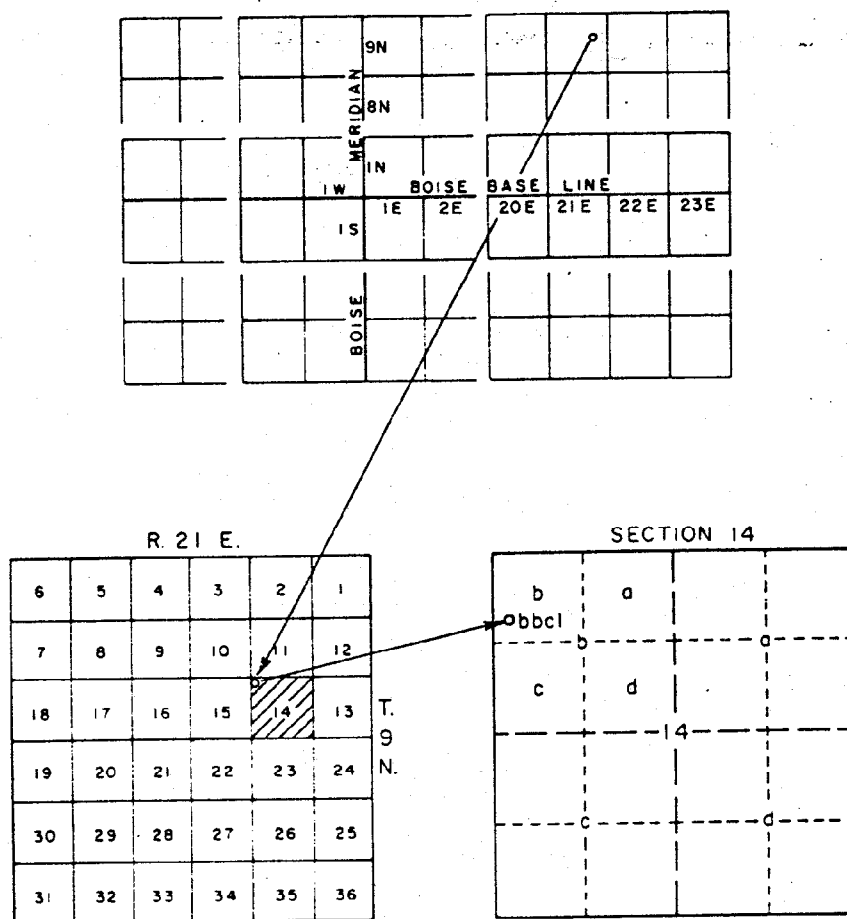 9N
MERIDIAN
8N
1N
1W BOISE BASE LINE
1E 2E 20E 21E 22E 23E
1S
BOISE
R. 21 E.
6 5 4 3 2 1
7 8 9 10 11 12
18 17 16 15 14 13
19 20 21 22 23 24
30 29 28 27 26 25
31 32 33 34 35 36
T.
9
N.
SECTION 14
b a
bbc1
b a
c d
14
c d